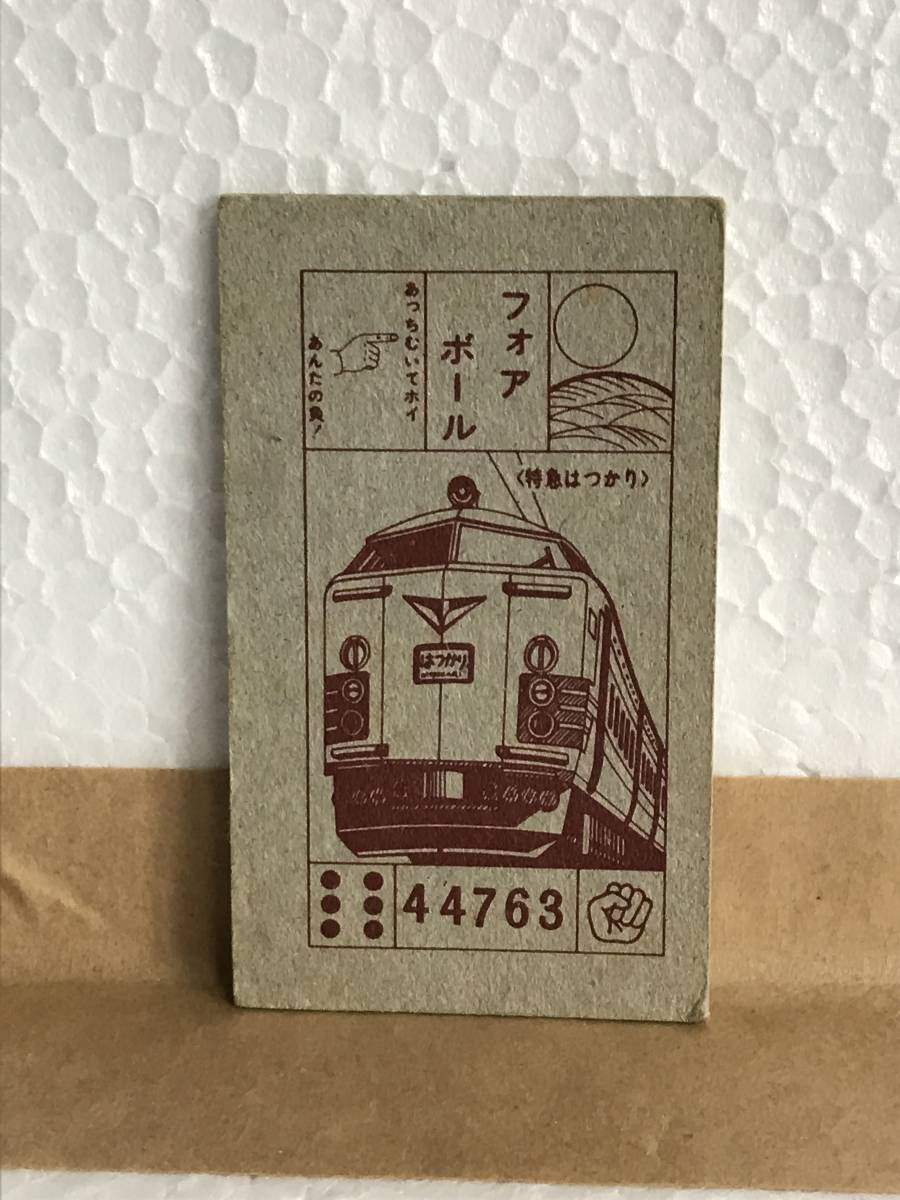 フォア
ボール
あっちむいてホイ
あんたの負!
〈特急はつかり〉
はつかり
44763